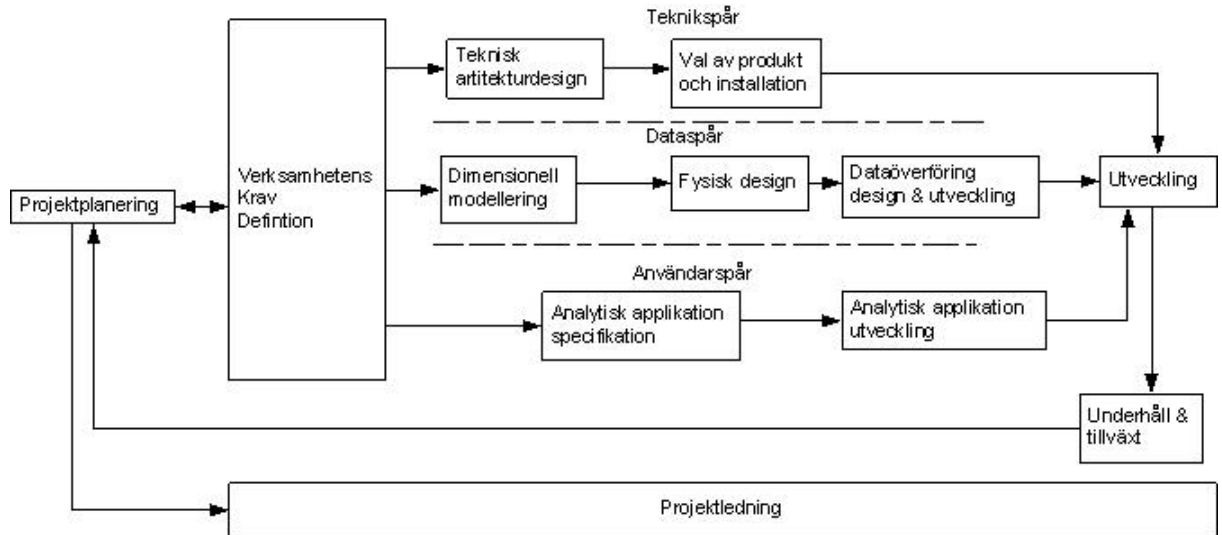 Teknikspår
Teknisk
artitekturdesign
Val av produkt
och installation
Dataspår
Projektplanering
Verksamhetens
Krav
Defintion
Dimensionell
modellering
Fysisk design
Dataöverföring
design & utveckling
Utveckling
Användarspår
Analytisk applikation
specifikation
Analytisk applikation
utveckling
Underhåll &
tillväxt
Projektledning